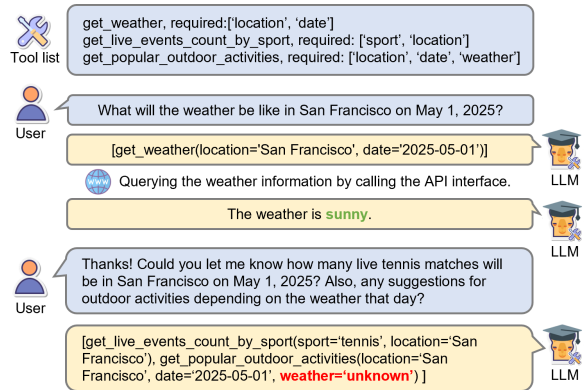 get_weather, required:[‘location’, ‘date’]
get_live_events_count_by_sport, required: [‘sport’, ‘location’]
get_popular_outdoor_activities, required: [‘location’, ‘date’, ‘weather’]
Tool list
What will the weather be like in San Francisco on May 1, 2025?
User
[get_weather(location='San Francisco', date='2025-05-01’)]
LLM
WWW
Querying the weather information by calling the API interface.
The weather is sunny.
LLM
Thanks! Could you let me know how many live tennis matches will
be in San Francisco on May 1, 2025? Also, any suggestions for
outdoor activities depending on the weather that day?
User
[get_live_events_count_by_sport(sport=‘tennis’, location=‘San
Francisco’), get_popular_outdoor_activities(location=‘San
Francisco’, date=‘2025-05-01’, weather=‘unknown’) ]
LLM